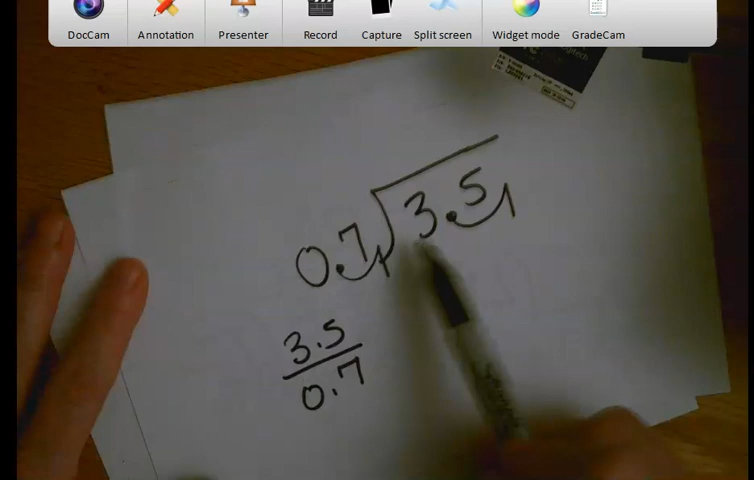 DocCam Annotation Presenter Record Capture Split screen Widget mode GradeCam
0.7 3.5
3.5
0.7